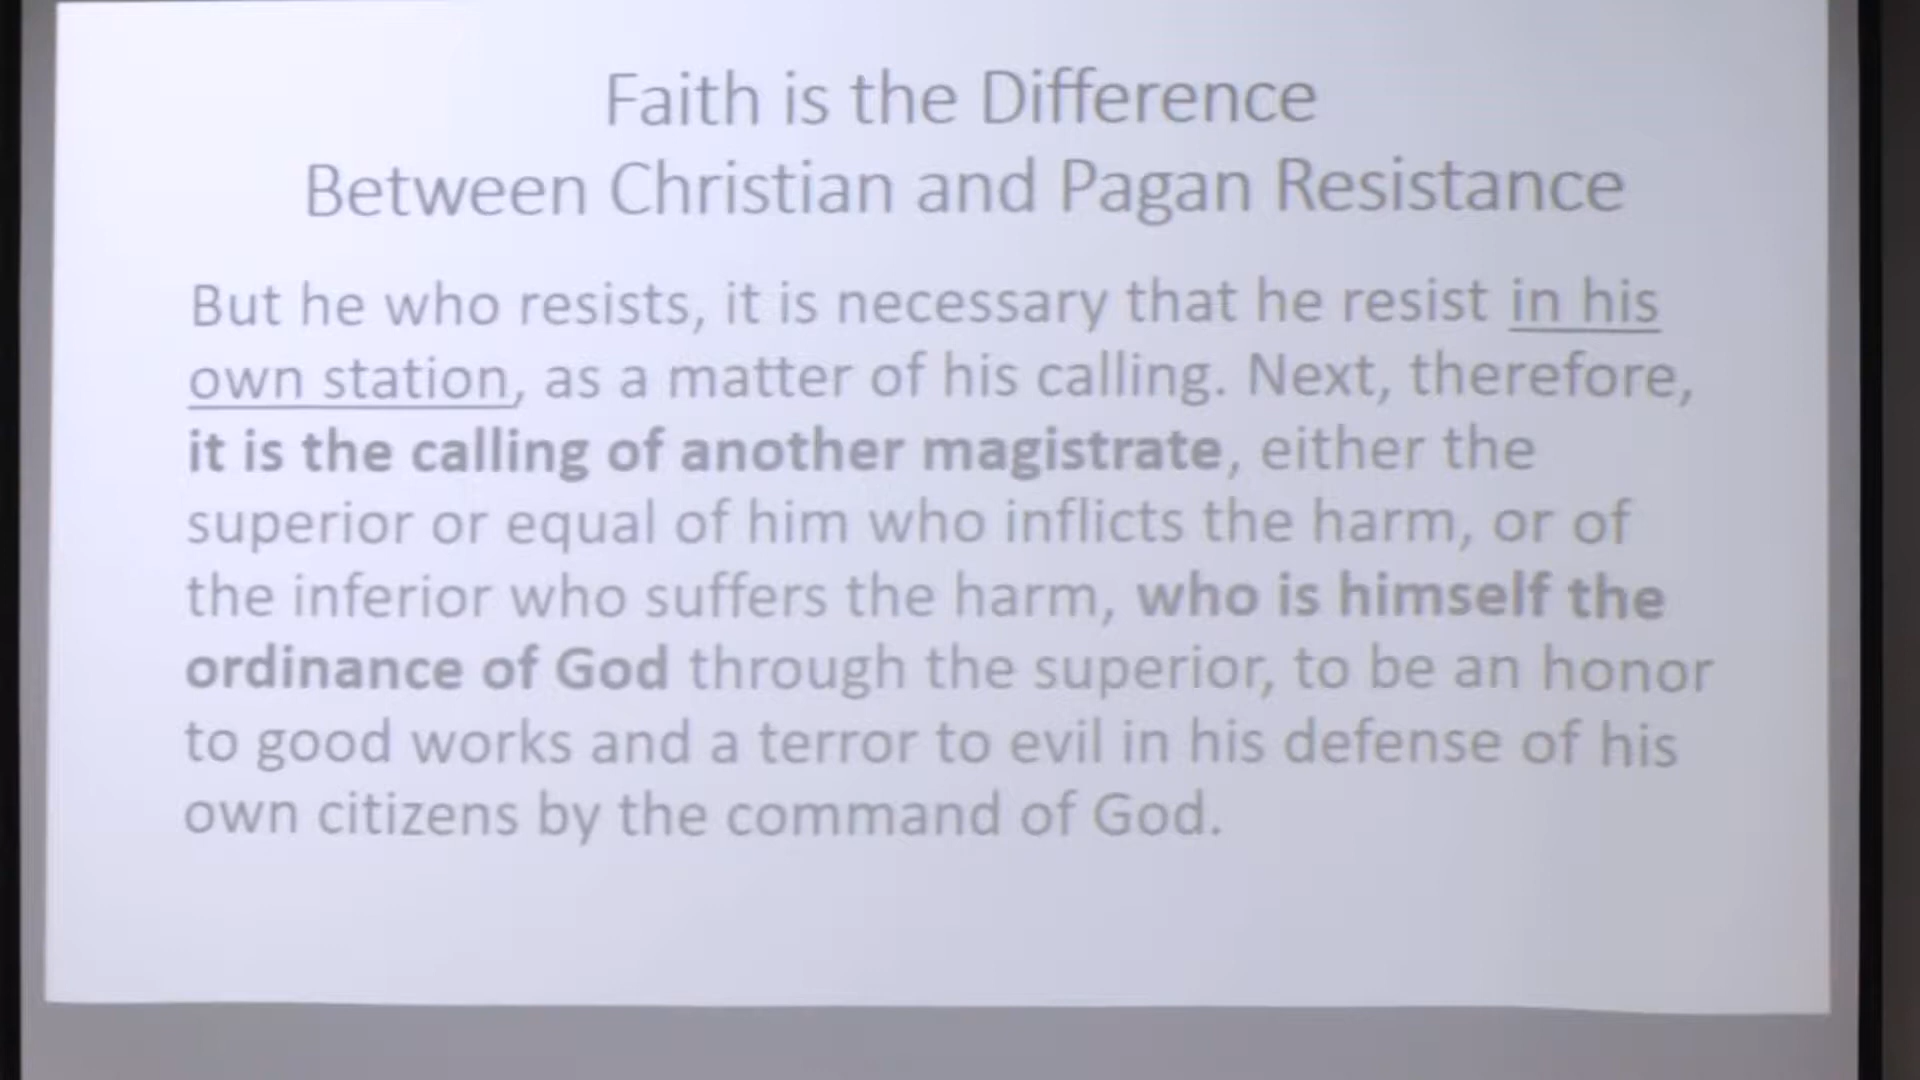 Faith is the Difference
Between Christian and Pagan Resistance
But he who resists, it is necessary that he resist in his
own station, as a matter of his calling. Next, therefore,
it is the calling of another magistrate, either the
superior or equal of him who inflicts the harm, or of
the inferior who suffers the harm, who is himself the
ordinance of God through the superior, to be an honor
to good works and a terror to evil in his defense of his
own citizens by the command of God.